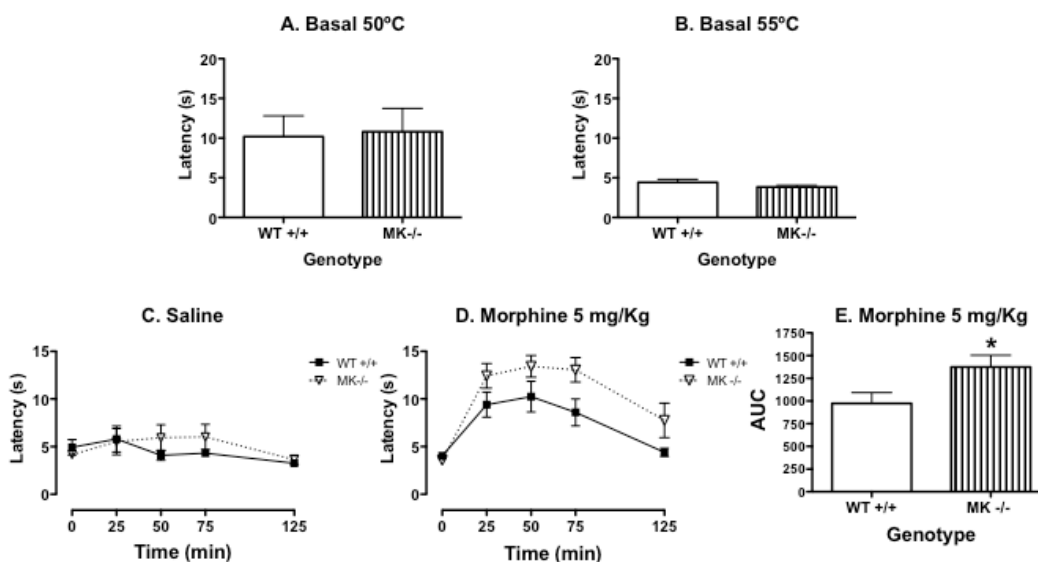 A. Basal 50ºC
B. Basal 55ºC
20
15
10
5
0
Latency (s)
WT +/+
MK-/-
Genotype
20
15
10
5
0
Latency (s)
WT +/+
MK-/-
Genotype
C. Saline
15
10
5
0
Latency (s)
WT +/+
MK-/-
0 25 50 75 125
Time (min)
D. Morphine 5 mg/Kg
15
10
5
0
Latency (s)
WT +/+
MK -/-
0 25 50 75 125
Time (min)
E. Morphine 5 mg/Kg
1750
1500
1250
1000
750
500
250
0
AUC
*
WT +/+
MK -/-
Genotype